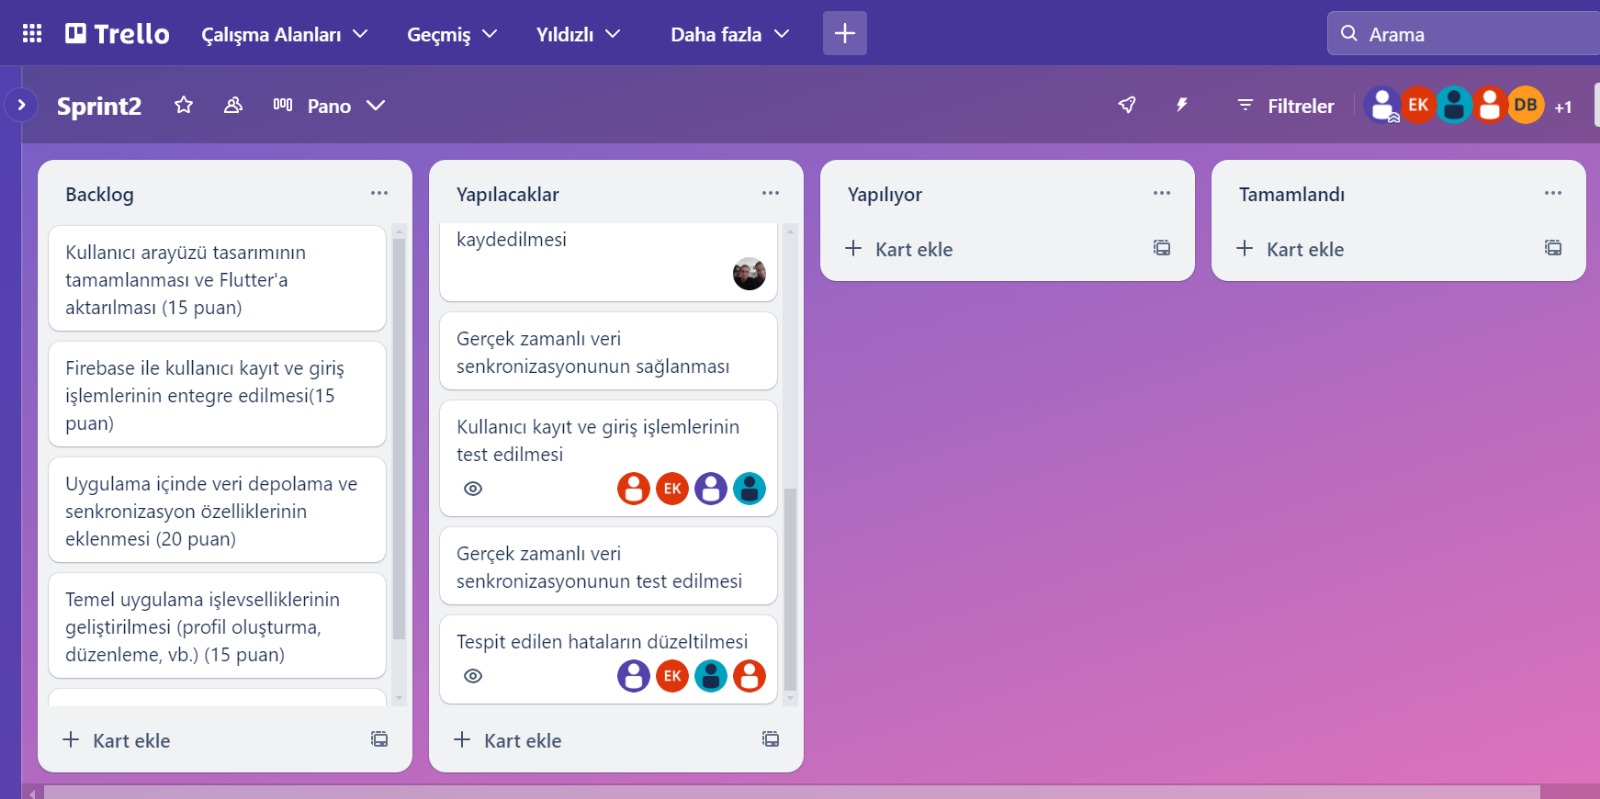 Trello
Çalışma Alanları
Geçmiş
Yıldızlı
Daha fazla
Arama
Sprint2
Pano
Filtreler
EK
DB
+1
Backlog
Kullanıcı arayüzü tasarımının
tamamlanması ve Flutter'a
aktarılması (15 puan)
Firebase ile kullanıcı kayıt ve giriş
işlemlerinin entegre edilmesi(15
puan)
Uygulama içinde veri depolama ve
senkronizasyon özelliklerinin
eklenmesi (20 puan)
Temel uygulama işlevselliklerinin
geliştirilmesi (profil oluşturma,
düzenleme, vb.) (15 puan)
Kart ekle
Yapılacaklar
kaydedilmesi
Gerçek zamanlı veri
senkronizasyonunun sağlanması
Kullanıcı kayıt ve giriş işlemlerinin
test edilmesi
EK
Gerçek zamanlı veri
senkronizasyonunun test edilmesi
Tespit edilen hataların düzeltilmesi
EK
Kart ekle
Yapılıyor
Kart ekle
Tamamlandı
Kart ekle